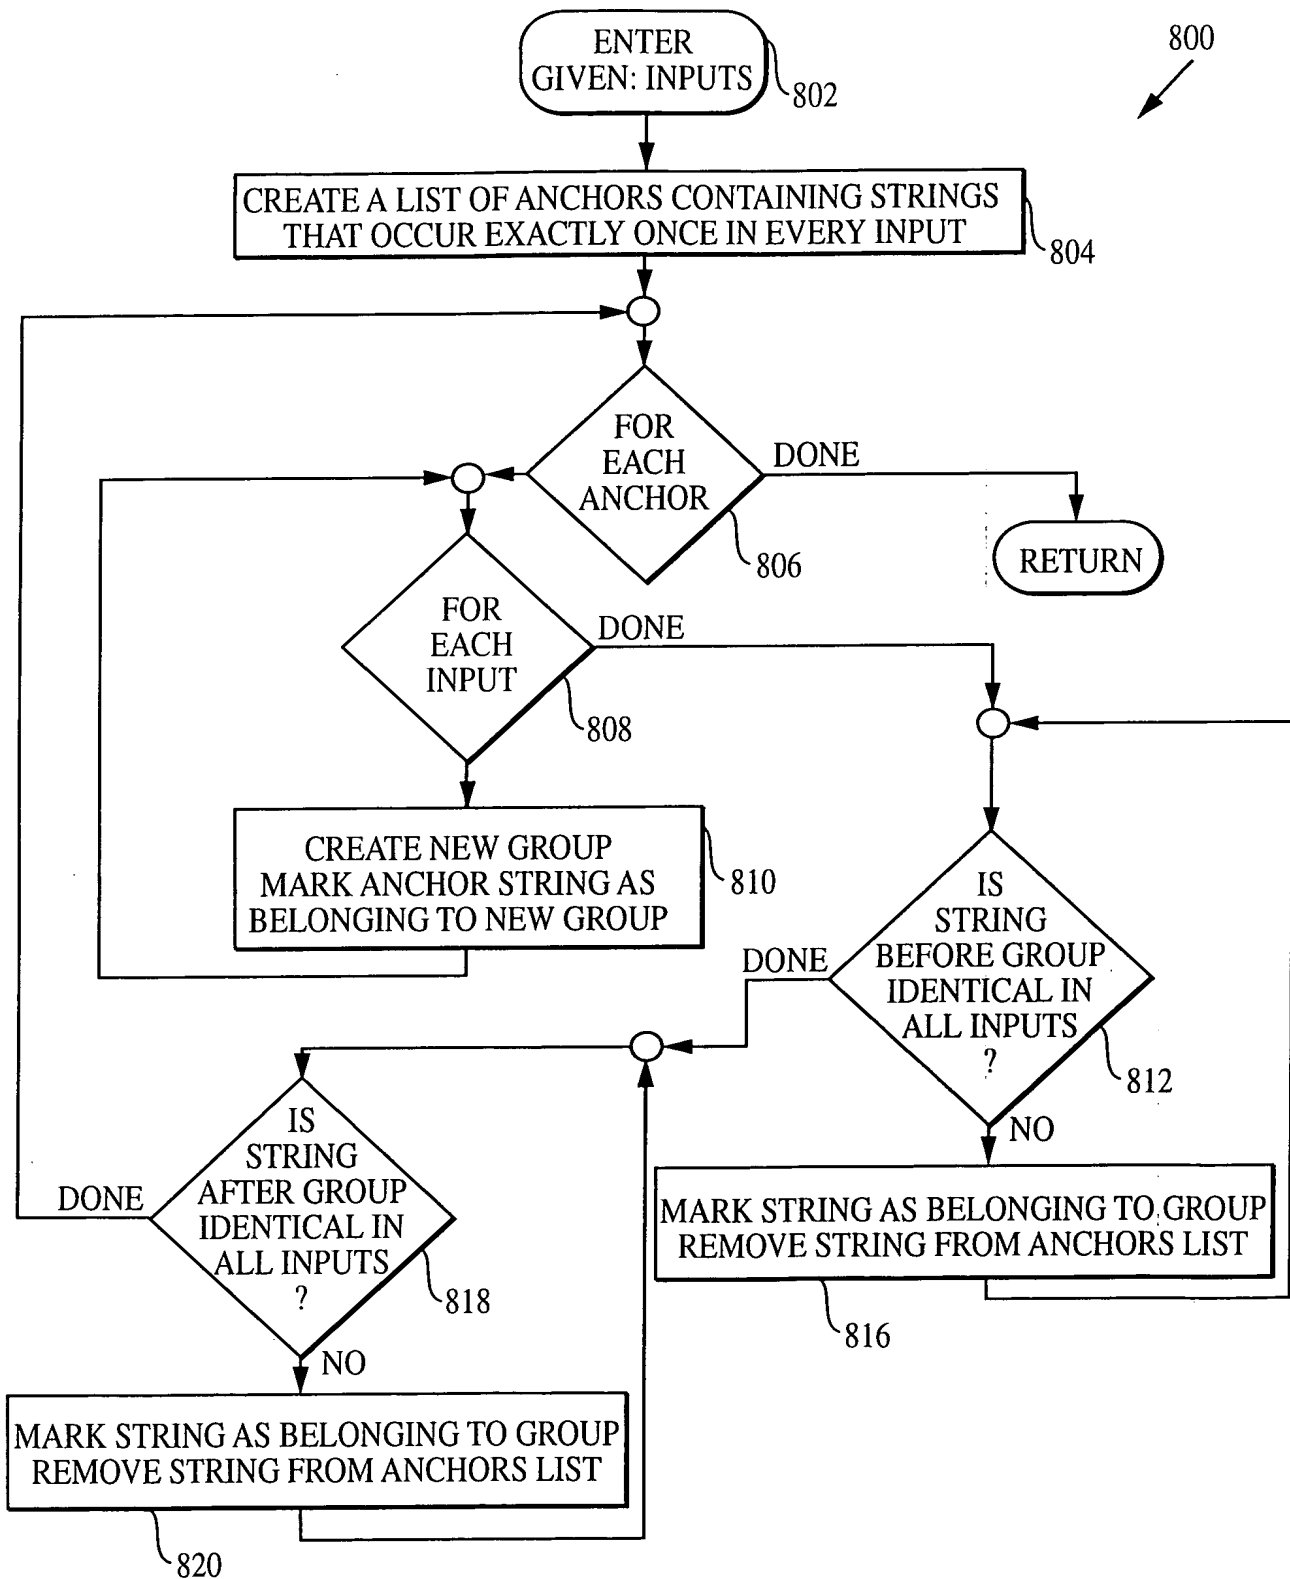 800
ENTER
GIVEN: INPUTS
802
CREATE A LIST OF ANCHORS CONTAINING STRINGS
THAT OCCUR EXACTLY ONCE IN EVERY INPUT
804
FOR
EACH
ANCHOR
DONE
806
RETURN
FOR
EACH
INPUT
DONE
808
CREATE NEW GROUP
MARK ANCHOR STRING AS
BELONGING TO NEW GROUP
810
IS
STRING
BEFORE GROUP
IDENTICAL IN
ALL INPUTS
?
DONE
812
NO
MARK STRING AS BELONGING TO GROUP
REMOVE STRING FROM ANCHORS LIST
816
IS
STRING
AFTER GROUP
IDENTICAL IN
ALL INPUTS
?
DONE
818
NO
MARK STRING AS BELONGING TO GROUP
REMOVE STRING FROM ANCHORS LIST
820